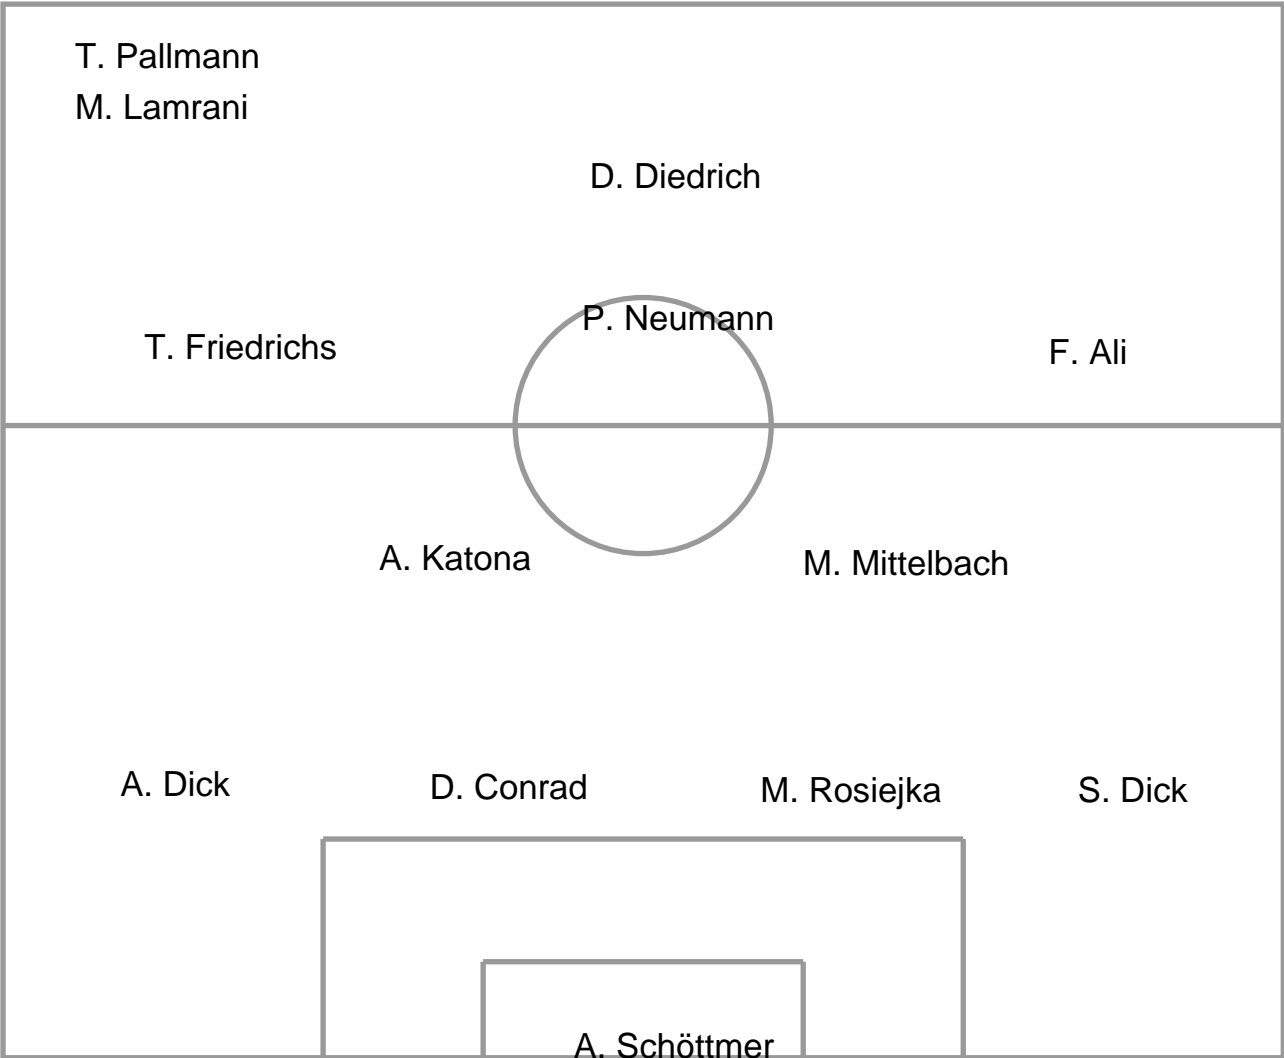 T. Pallmann
M. Lamrani
D. Diedrich
P. Neumann
T. Friedrichs
F. Ali
A. Katona
M. Mittelbach
A. Dick
D. Conrad
M. Rosiejka
S. Dick
A. Schöttmer